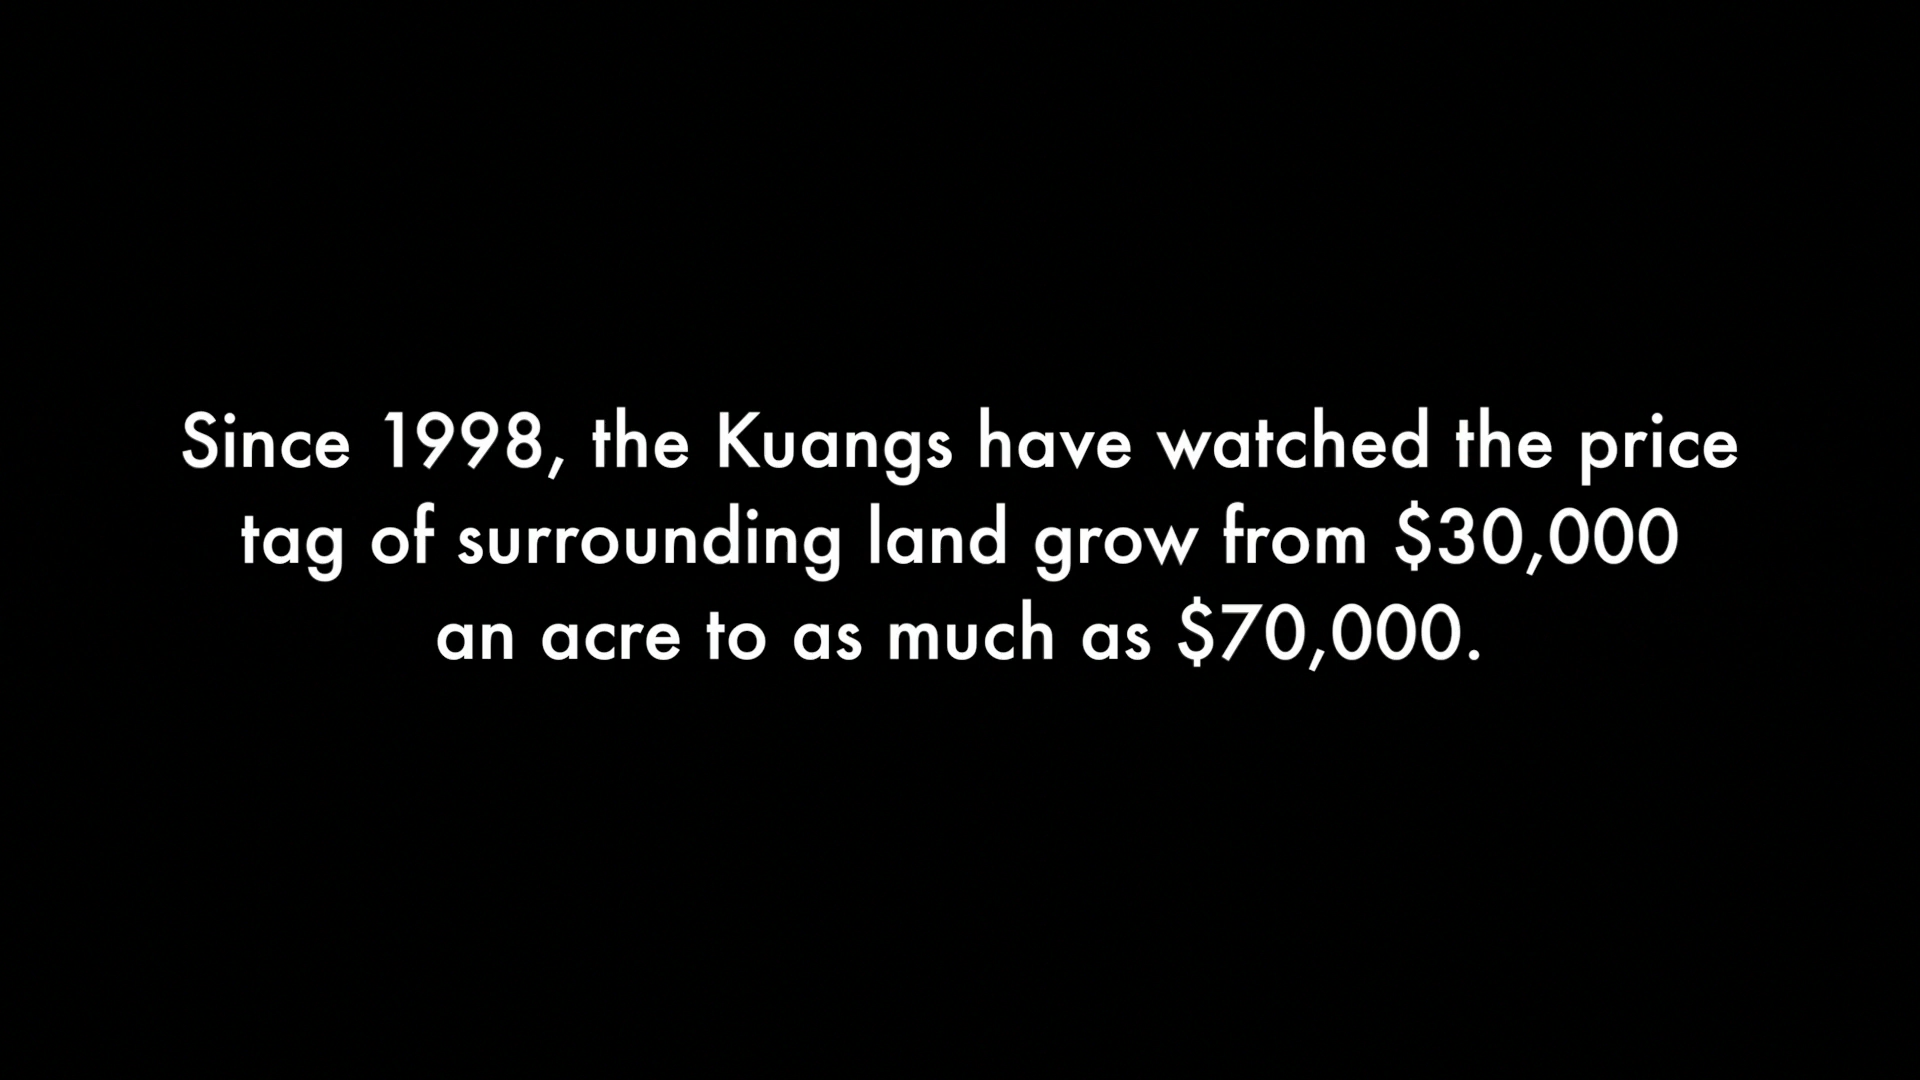 Since 1998, the Kuangs have watched the price
tag of surrounding land grow from $30,000
an acre to as much as $70,000.